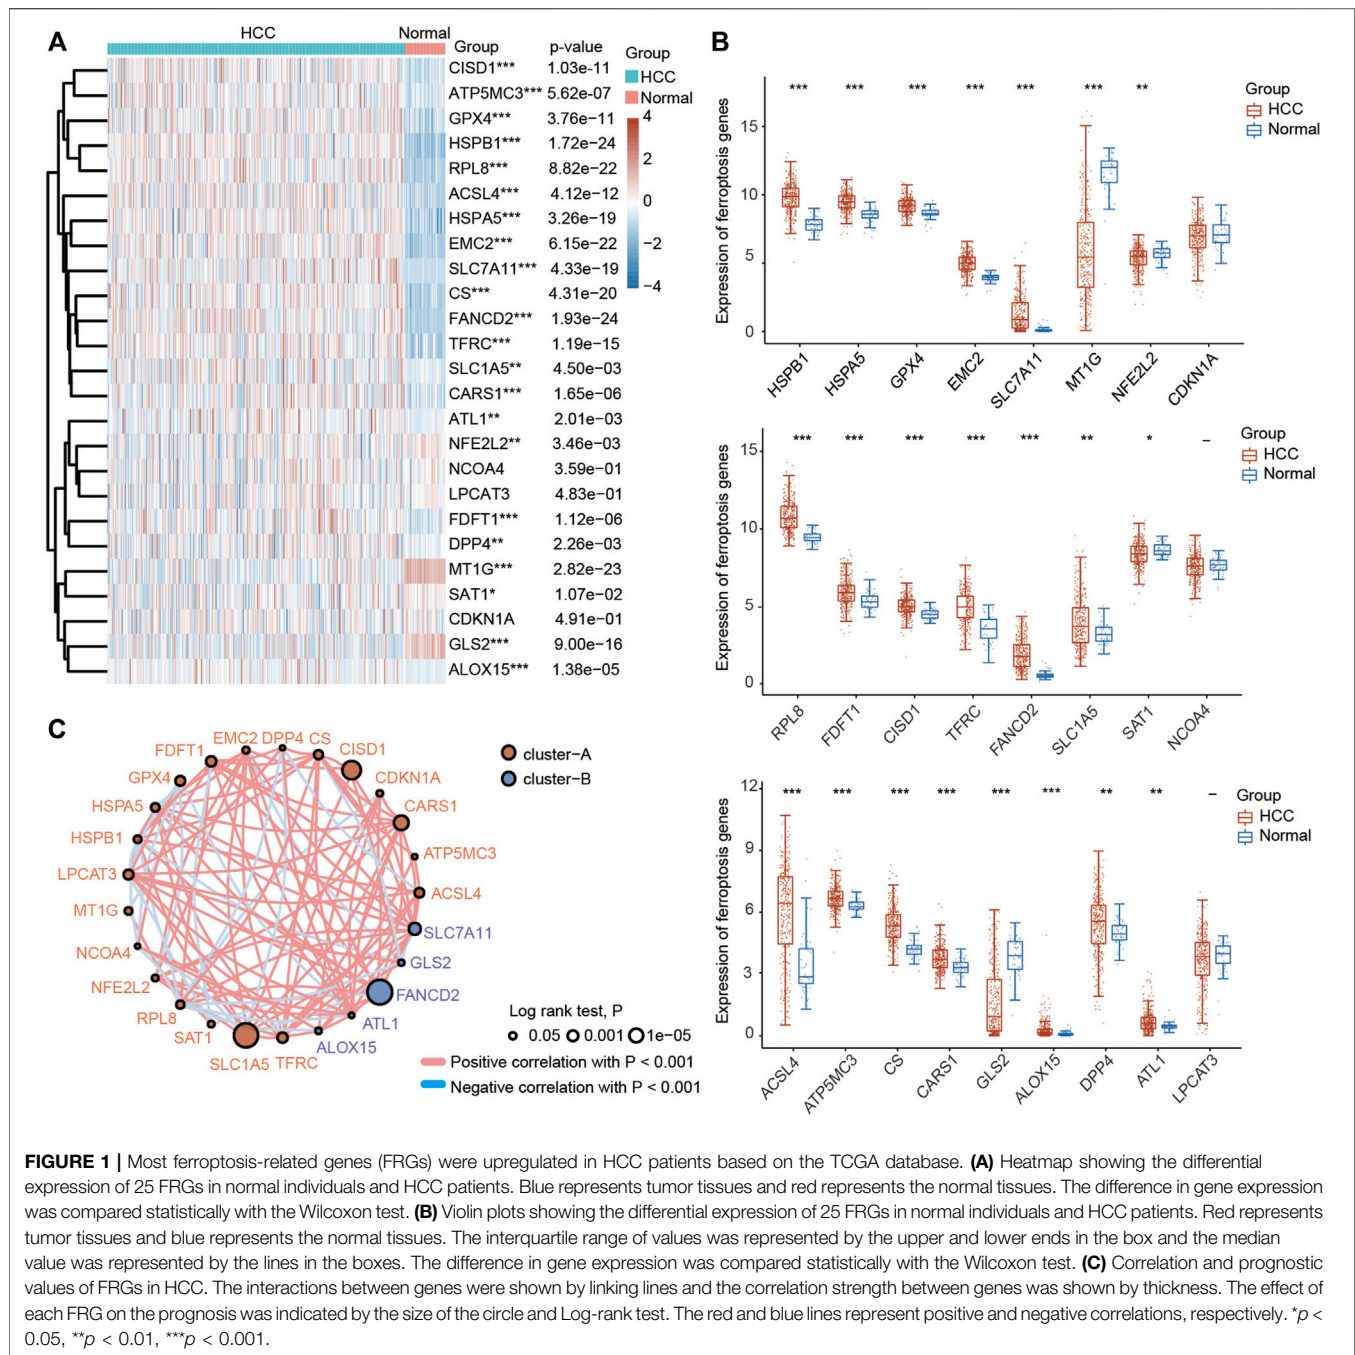 A
HCC
Normal
Group
p-value
CISD1*** 1.03e-11
ATP5MC3*** 5.62e-07
GPX4*** 3.76e-11
HSPB1*** 1.72e-24
RPL8*** 8.82e-22
ACSL4*** 4.12e-12
HSPA5*** 3.26e-19
EMC2*** 6.15e-22
SLC7A11*** 4.33e-19
CS*** 4.31e-20
FANCD2*** 1.93e-24
TFRC*** 1.19e-15
SLC1A5** 4.50e-03
CARS1*** 1.65e-06
ATL1** 2.01e-03
NFE2L2** 3.46e-03
NCOA4 3.59e-01
LPCAT3 4.83e-01
FDFT1*** 1.12e-06
DPP4** 2.26e-03
MT1G*** 2.82e-23
SAT1* 1.07e-02
CDKN1A 4.91e-01
GLS2*** 9.00e-16
ALOX15*** 1.38e-05
Group
HCC
Normal
4
2
0
−2
−4
B
Expression of ferroptosis genes
15
10
5
0
*** *** *** *** *** *** **
Group
HCC
Normal
HSPB1 HSPA5 GPX4 EMC2 SLC7A11 MT1G NFE2L2 CDKN1A
Expression of ferroptosis genes
15
10
5
0
*** *** *** *** *** ** * –
Group
HCC
Normal
RPL8 FDFT1 CISD1 TFRC FANCD2 SLC1A5 SAT1 NCOA4
Expression of ferroptosis genes
12
9
6
3
0
*** *** *** *** *** *** ** ** –
Group
HCC
Normal
ACSL4 ATP5MC3 CS CARS1 GLS2 ALOX15 DPP4 ATL1 LPCAT3
C
EMC2 DPP4 CS
CISD1
CDKN1A
CARS1
ATP5MC3
ACSL4
SLC7A11
GLS2
FANCD2
ATL1
ALOX15
TFRC
SLC1A5
SAT1
RPL8
NFE2L2
NCOA4
MT1G
LPCAT3
HSPB1
HSPA5
GPX4
FDFT1
cluster−A
cluster−B
Log rank test, P
0.05 0.001 1e−05
Positive correlation with P < 0.001
Negative correlation with P < 0.001
FIGURE 1 | Most ferroptosis-related genes (FRGs) were upregulated in HCC patients based on the TCGA database. (A) Heatmap showing the differential
expression of 25 FRGs in normal individuals and HCC patients. Blue represents tumor tissues and red represents the normal tissues. The difference in gene expression
was compared statistically with the Wilcoxon test. (B) Violin plots showing the differential expression of 25 FRGs in normal individuals and HCC patients. Red represents
tumor tissues and blue represents the normal tissues. The interquartile range of values was represented by the upper and lower ends in the box and the median
value was represented by the lines in the boxes. The difference in gene expression was compared statistically with the Wilcoxon test. (C) Correlation and prognostic
values of FRGs in HCC. The interactions between genes were shown by linking lines and the correlation strength between genes was shown by thickness. The effect of
each FRG on the prognosis was indicated by the size of the circle and Log-rank test. The red and blue lines represent positive and negative correlations, respectively. *p <
0.05, **p < 0.01, ***p < 0.001.